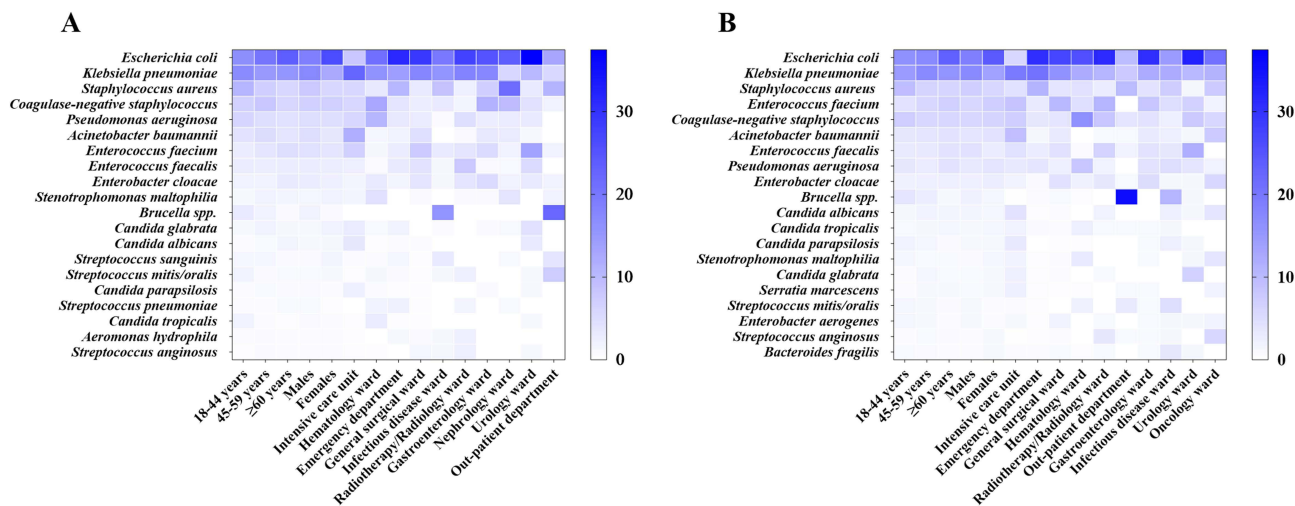 A
Escherichia coli
Klebsiella pneumoniae
Staphylococcus aureus
Coagulase-negative staphylococcus
Pseudomonas aeruginosa
Acinetobacter baumannii
Enterococcus faecium
Enterococcus faecalis
Enterobacter cloacae
Stenotrophomonas maltophilia
Brucella spp.
Candida glabrata
Candida albicans
Streptococcus sanguinis
Streptococcus mitis/oralis
Candida parapsilosis
Streptococcus pneumoniae
Candida tropicalis
Aeromonas hydrophila
Streptococcus anginosus
18-44 years
45-59 years
≥60 years
Males
Females
Intensive care unit
Hematology ward
Emergency department
General surgical ward
Infectious disease ward
Radiotherapy/Radiology ward
Gastroenterology ward
Nephrology ward
Urology ward
Out-patient department
30
20
10
0
B
Escherichia coli
Klebsiella pneumoniae
Staphylococcus aureus
Enterococcus faecium
Coagulase-negative staphylococcus
Acinetobacter baumannii
Enterococcus faecalis
Pseudomonas aeruginosa
Enterobacter cloacae
Brucella spp.
Candida albicans
Candida tropicalis
Candida parapsilosis
Stenotrophomonas maltophilia
Candida glabrata
Serratia marcescens
Streptococcus mitis/oralis
Enterobacter aerogenes
Streptococcus anginosus
Bacteroides fragilis
18-44 years
45-59 years
≥60 years
Males
Females
Intensive care unit
Emergency department
General surgical ward
Hematology ward
Radiotherapy/Radiology ward
Out-patient department
Gastroenterology ward
Infectious disease ward
Urology ward
Oncology ward
30
20
10
0